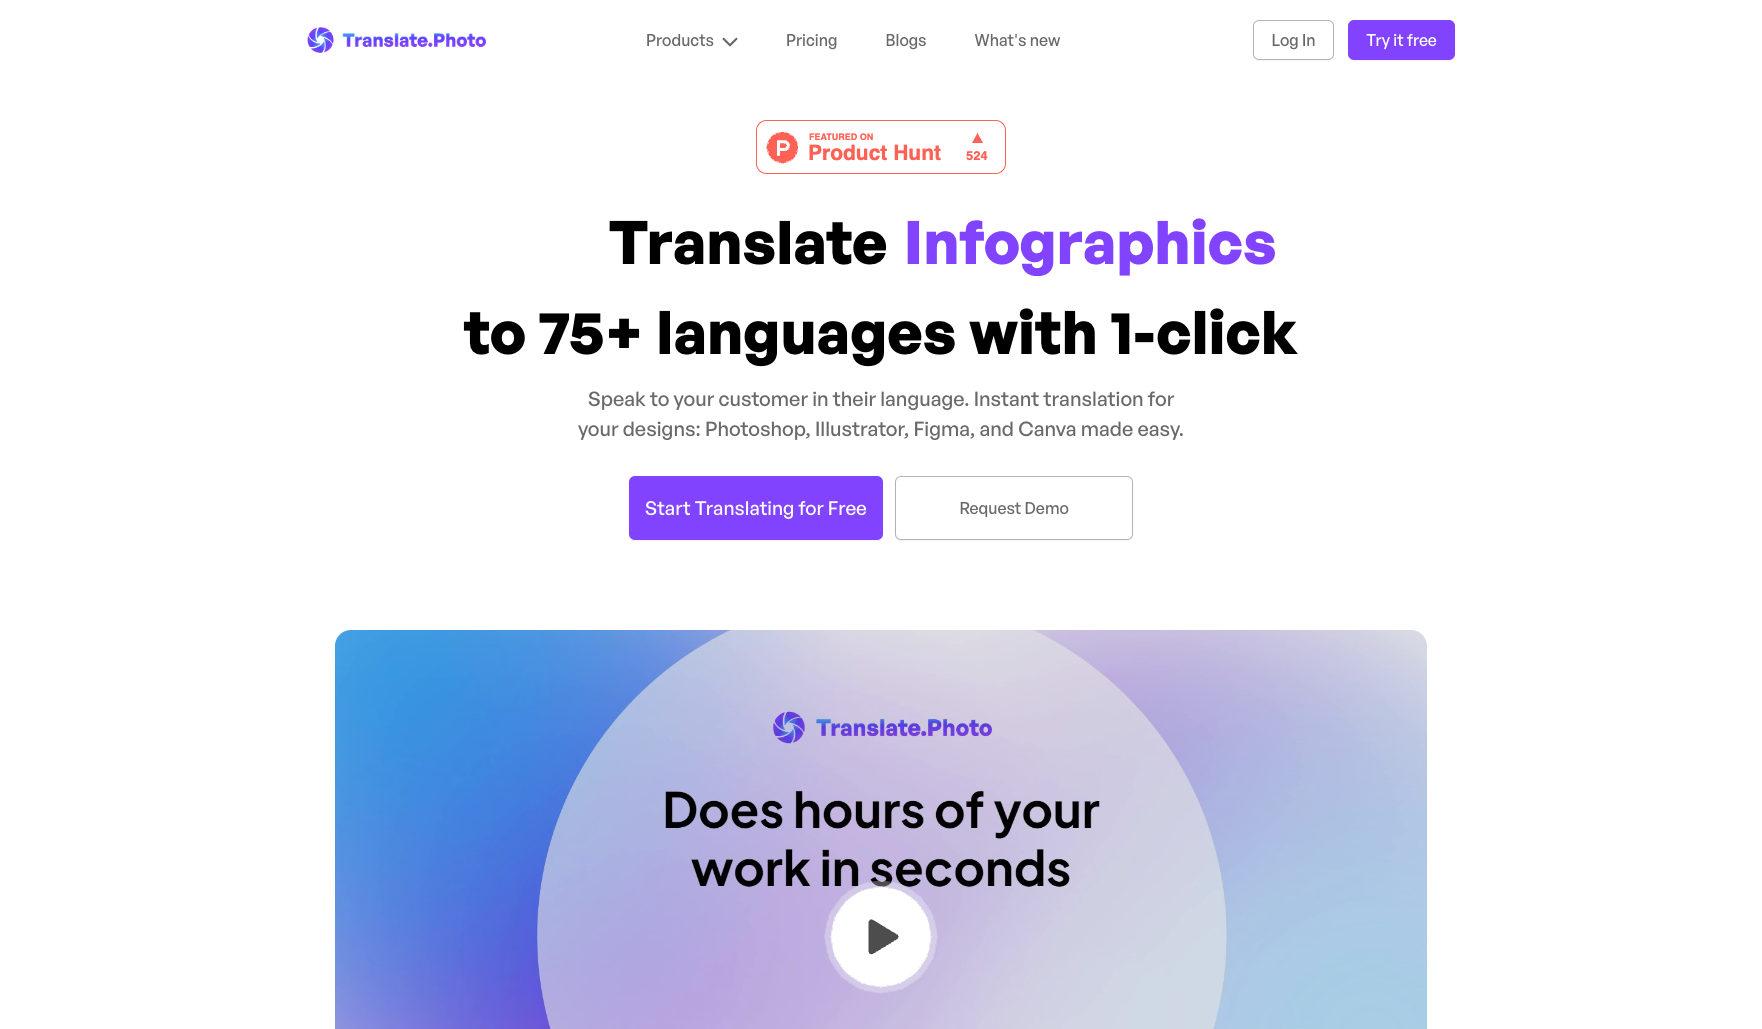 Translate.Photo
Products
Pricing
Blogs
What's new
Log In
Try it free
FEATURED ON
P
Product Hunt
524
Translate Infographics
to 75+ languages with 1-click
Speak to your customer in their language. Instant translation for
your designs: Photoshop, Illustrator, Figma, and Canva made easy.
Start Translating for Free
Request Demo
Translate.Photo
Does hours of your
work in seconds